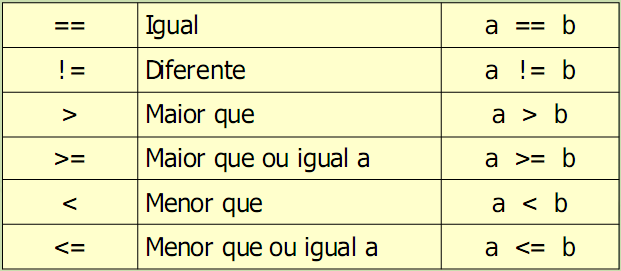 == Igual a == b
!= Diferente a != b
> Maior que a > b
>= Maior que ou igual a a >= b
< Menor que a < b
<= Menor que ou igual a a <= b